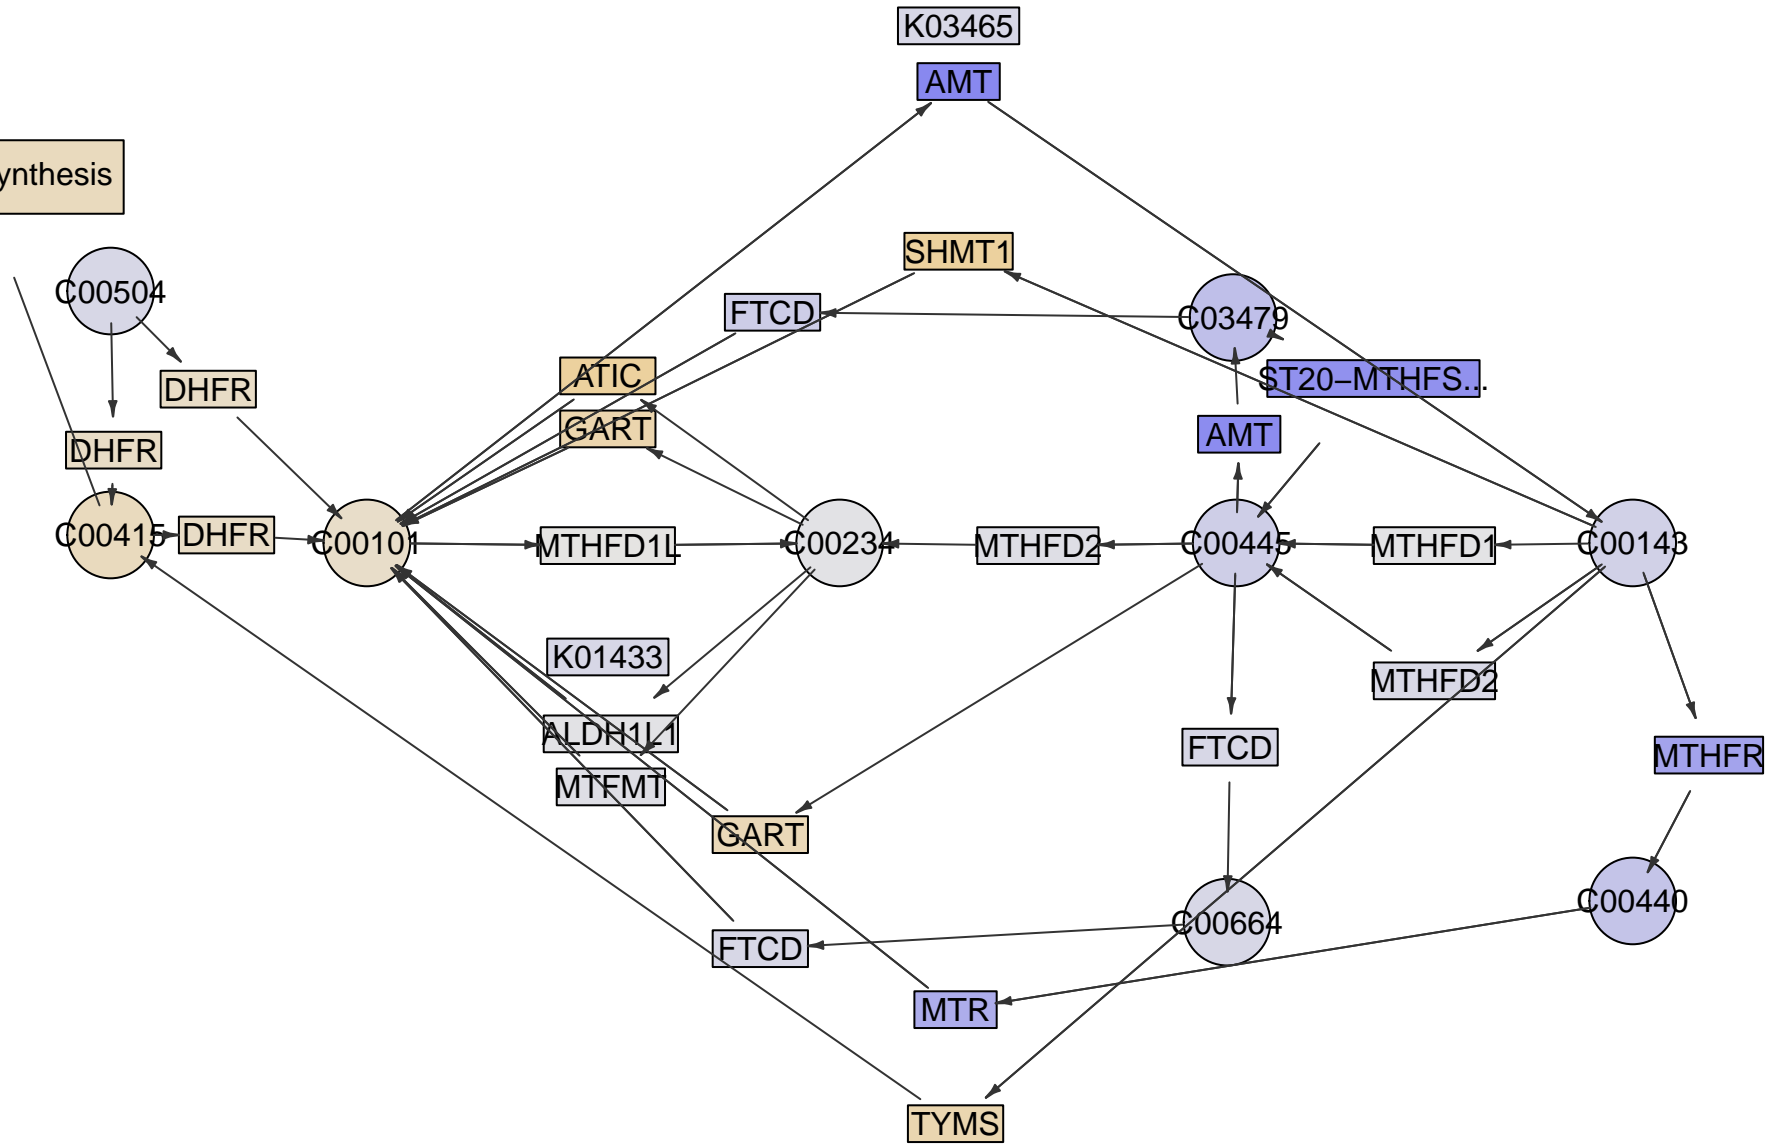 K03465
AMT
ynthesis
SHMT1
C00504
FTCD
C03479
DHFR
ATIC
ST20−MTHFS...
GART
AMT
DHFR
C00415
DHFR
C00101
MTHFD1L
C00234
MTHFD2
C00445
MTHFD1
C00143
K01433
MTHFD2
ALDH1L1
FTCD
MTHFR
MTFMT
GART
C00440
C00664
FTCD
MTR
TYMS